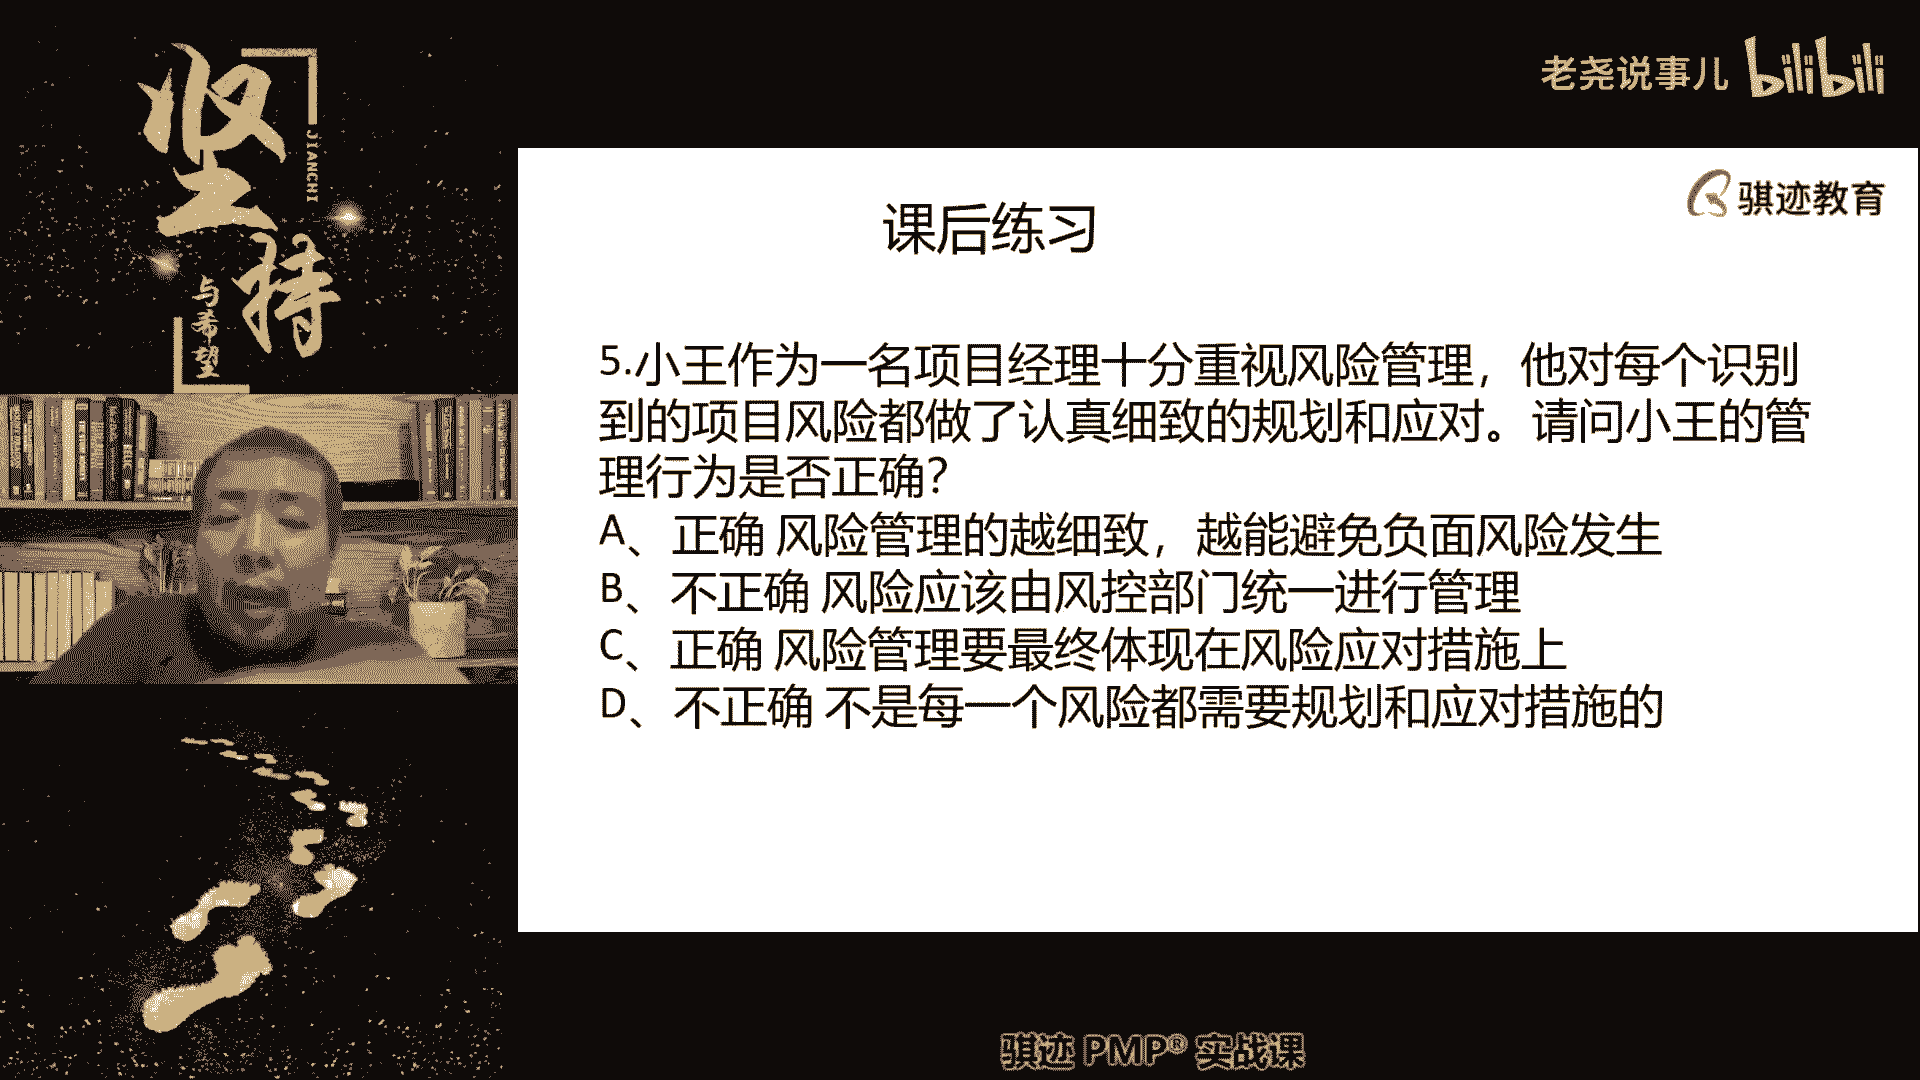 坚持
JIANCHI
与希望
老尧说事儿 bilibili
骐迹教育
课后练习
5.小王作为一名项目经理十分重视风险管理，他对每个识别
到的项目风险都做了认真细致的规划和应对。请问小王的管
理行为是否正确？
A、正确 风险管理的越细致，越能避免负面风险发生
B、不正确 风险应该由风控部门统一进行管理
C、正确 风险管理要最终体现在风险应对措施上
D、不正确 不是每一个风险都需要规划和应对措施的
骐迹 PMP® 实战课